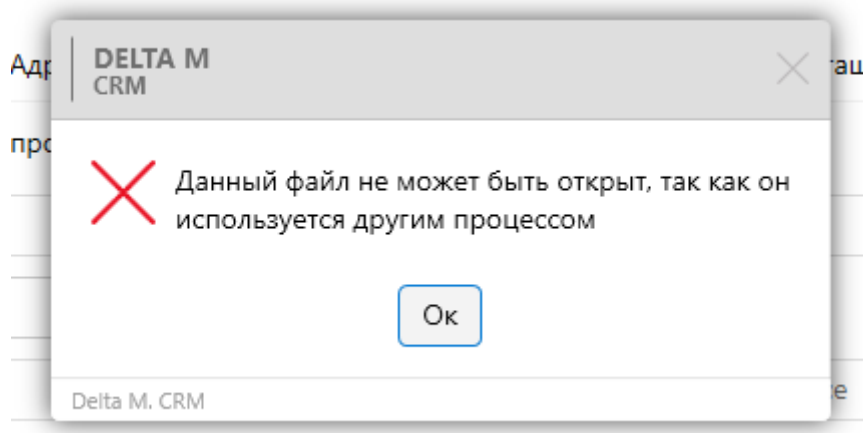 DELTA M
CRM
Данный файл не может быть открыт, так как он
используется другим процессом
Ок
Delta M. CRM